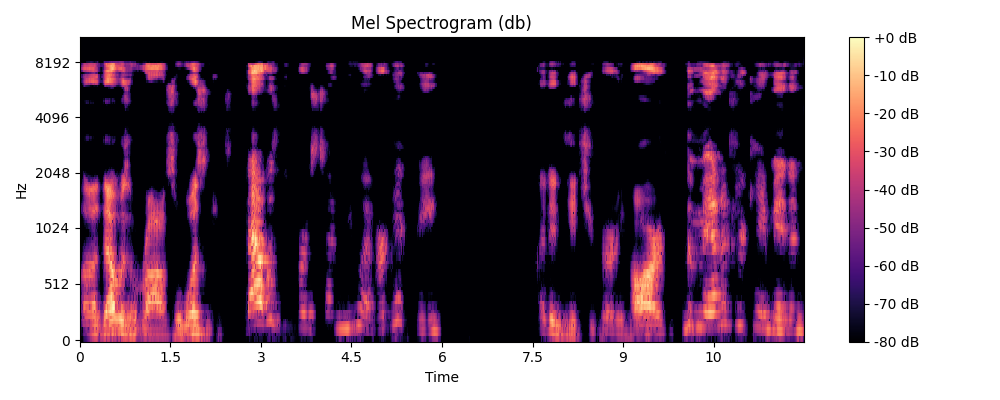 Mel Spectrogram (db)
8192
4096
2048
1024
512
0
Hz
0 1.5 3 4.5 6 7.5 9 10
Time
+0 dB
-10 dB
-20 dB
-30 dB
-40 dB
-50 dB
-60 dB
-70 dB
-80 dB